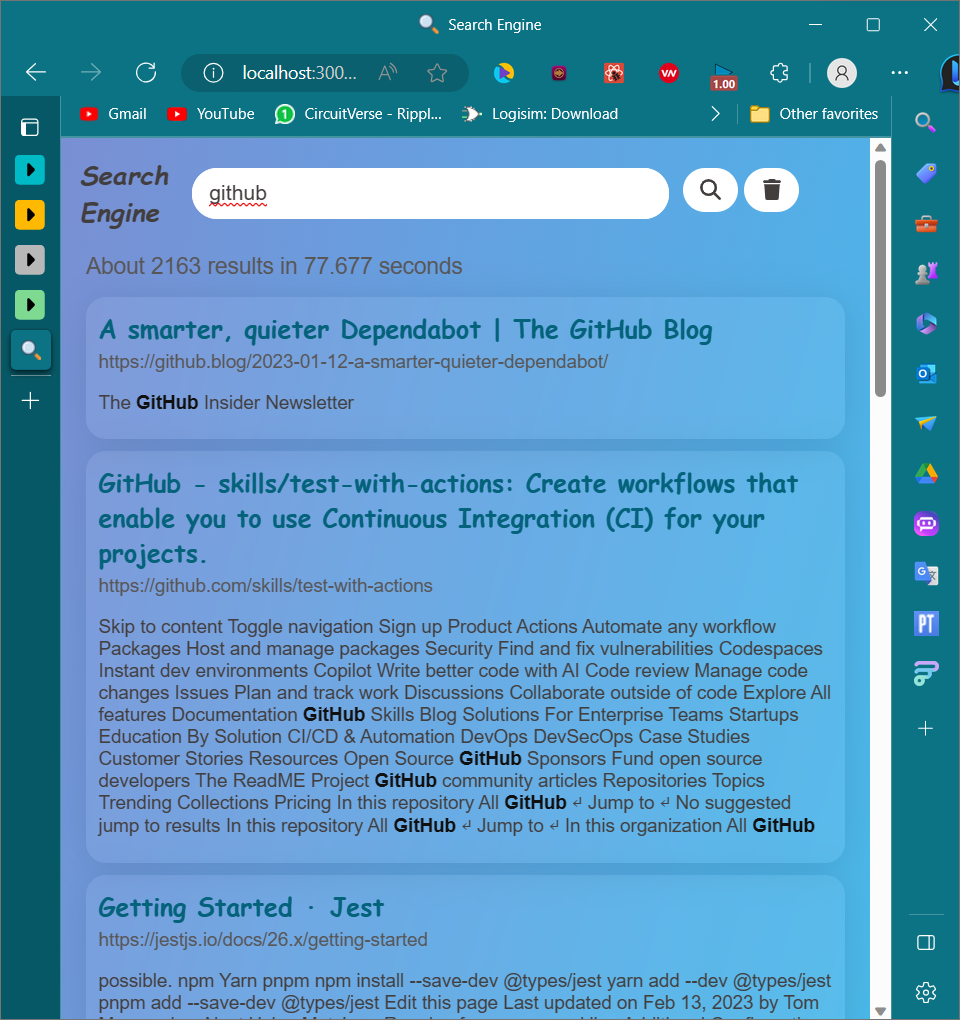 Search Engine
localhost:300...
1.00
Gmail
YouTube
CircuitVerse - Rippl...
Logisim: Download
Other favorites
Search
Engine
github
About 2163 results in 77.677 seconds
A smarter, quieter Dependabot | The GitHub Blog
https://github.blog/2023-01-12-a-smarter-quieter-dependabot/
The GitHub Insider Newsletter
GitHub - skills/test-with-actions: Create workflows that
enable you to use Continuous Integration (CI) for your
projects.
https://github.com/skills/test-with-actions
Skip to content Toggle navigation Sign up Product Actions Automate any workflow
Packages Host and manage packages Security Find and fix vulnerabilities Codespaces
Instant dev environments Copilot Write better code with AI Code review Manage code
changes Issues Plan and track work Discussions Collaborate outside of code Explore All
features Documentation GitHub Skills Blog Solutions For Enterprise Teams Startups
Education By Solution CI/CD & Automation DevOps DevSecOps Case Studies
Customer Stories Resources Open Source GitHub Sponsors Fund open source
developers The ReadME Project GitHub community articles Repositories Topics
Trending Collections Pricing In this repository All GitHub ↵ Jump to ↵ No suggested
jump to results In this repository All GitHub ↵ Jump to ↵ In this organization All GitHub
Getting Started · Jest
https://jestjs.io/docs/26.x/getting-started
possible. npm Yarn pnpm npm install --save-dev @types/jest yarn add --dev @types/jest
pnpm add --save-dev @types/jest Edit this page Last updated on Feb 13, 2023 by Tom